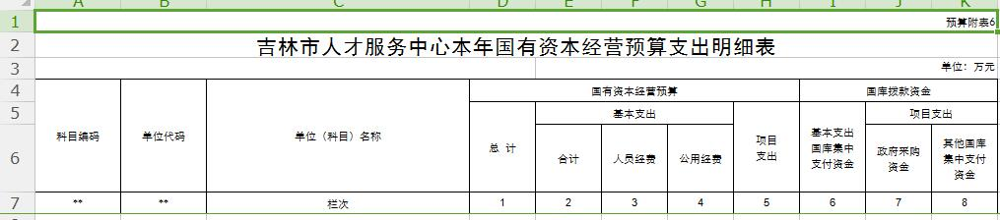 A B C D E F G H I J K
1 预算附表6
2 吉林市人才服务中心本年国有资本经营预算支出明细表
3 单位：万元
4 国有资本经营预算 国库拨款资金
5 科目编码 单位代码 单位（科目）名称 总 计 基本支出 项目支出 基本支出国库集中支付资金 项目支出
6 合计 人员经费 公用经费 政府采购资金 其他国库集中支付资金
7 ** ** 栏次 1 2 3 4 5 6 7 8